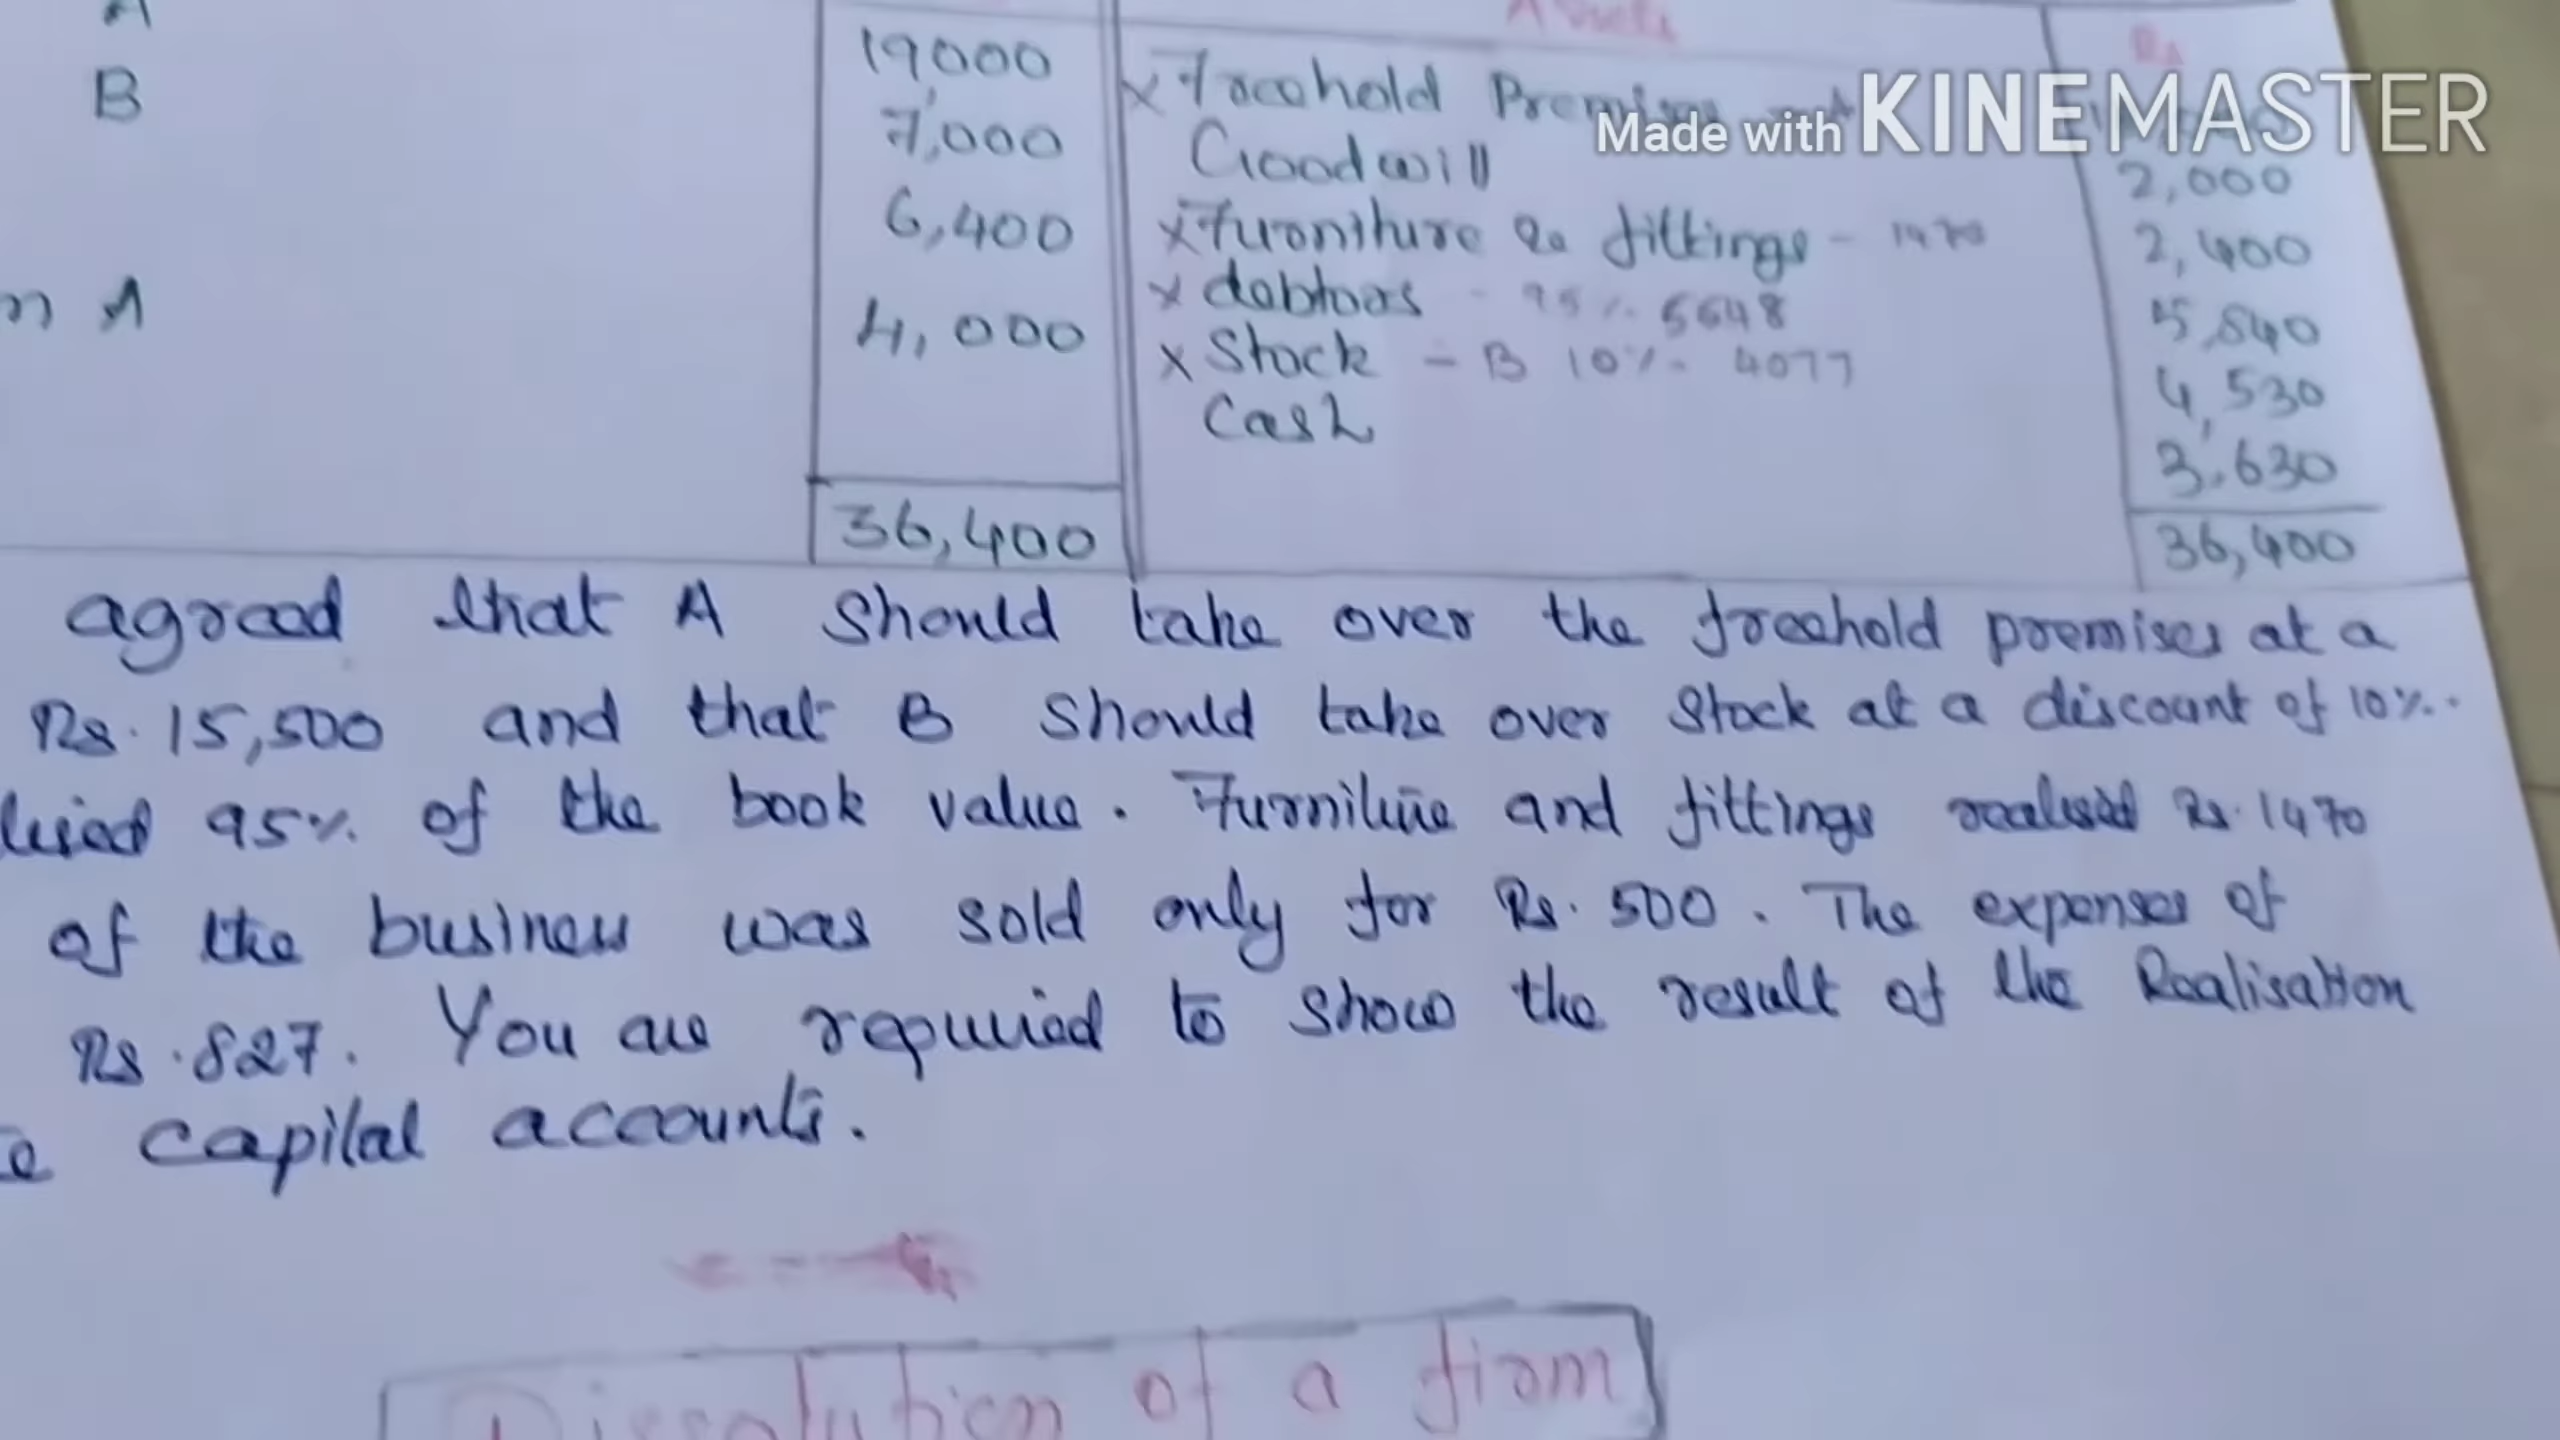 A
B
n A
19,000
7,000
6,400
4,000
36,400
Assets
Rs
x Freehold Premises
Goodwill
2,000
x Furniture & fittings - 1470
2,400
x debtors - 95% 5548
5,840
x Stock - B 10% 4077
4,530
Cash
3,630
36,400
Made with KINEMASTER
agreed that A should take over the freehold premises at a
Rs. 15,500 and that B should take over Stock at a discount of 10%.
95% of the book value. Furniture and fittings realised Rs. 1470
of the business was sold only for Rs. 500. The expenses of
Rs. 827. You are required to show the result of the Realisation
e capital accounts.
Dissolution of a firm